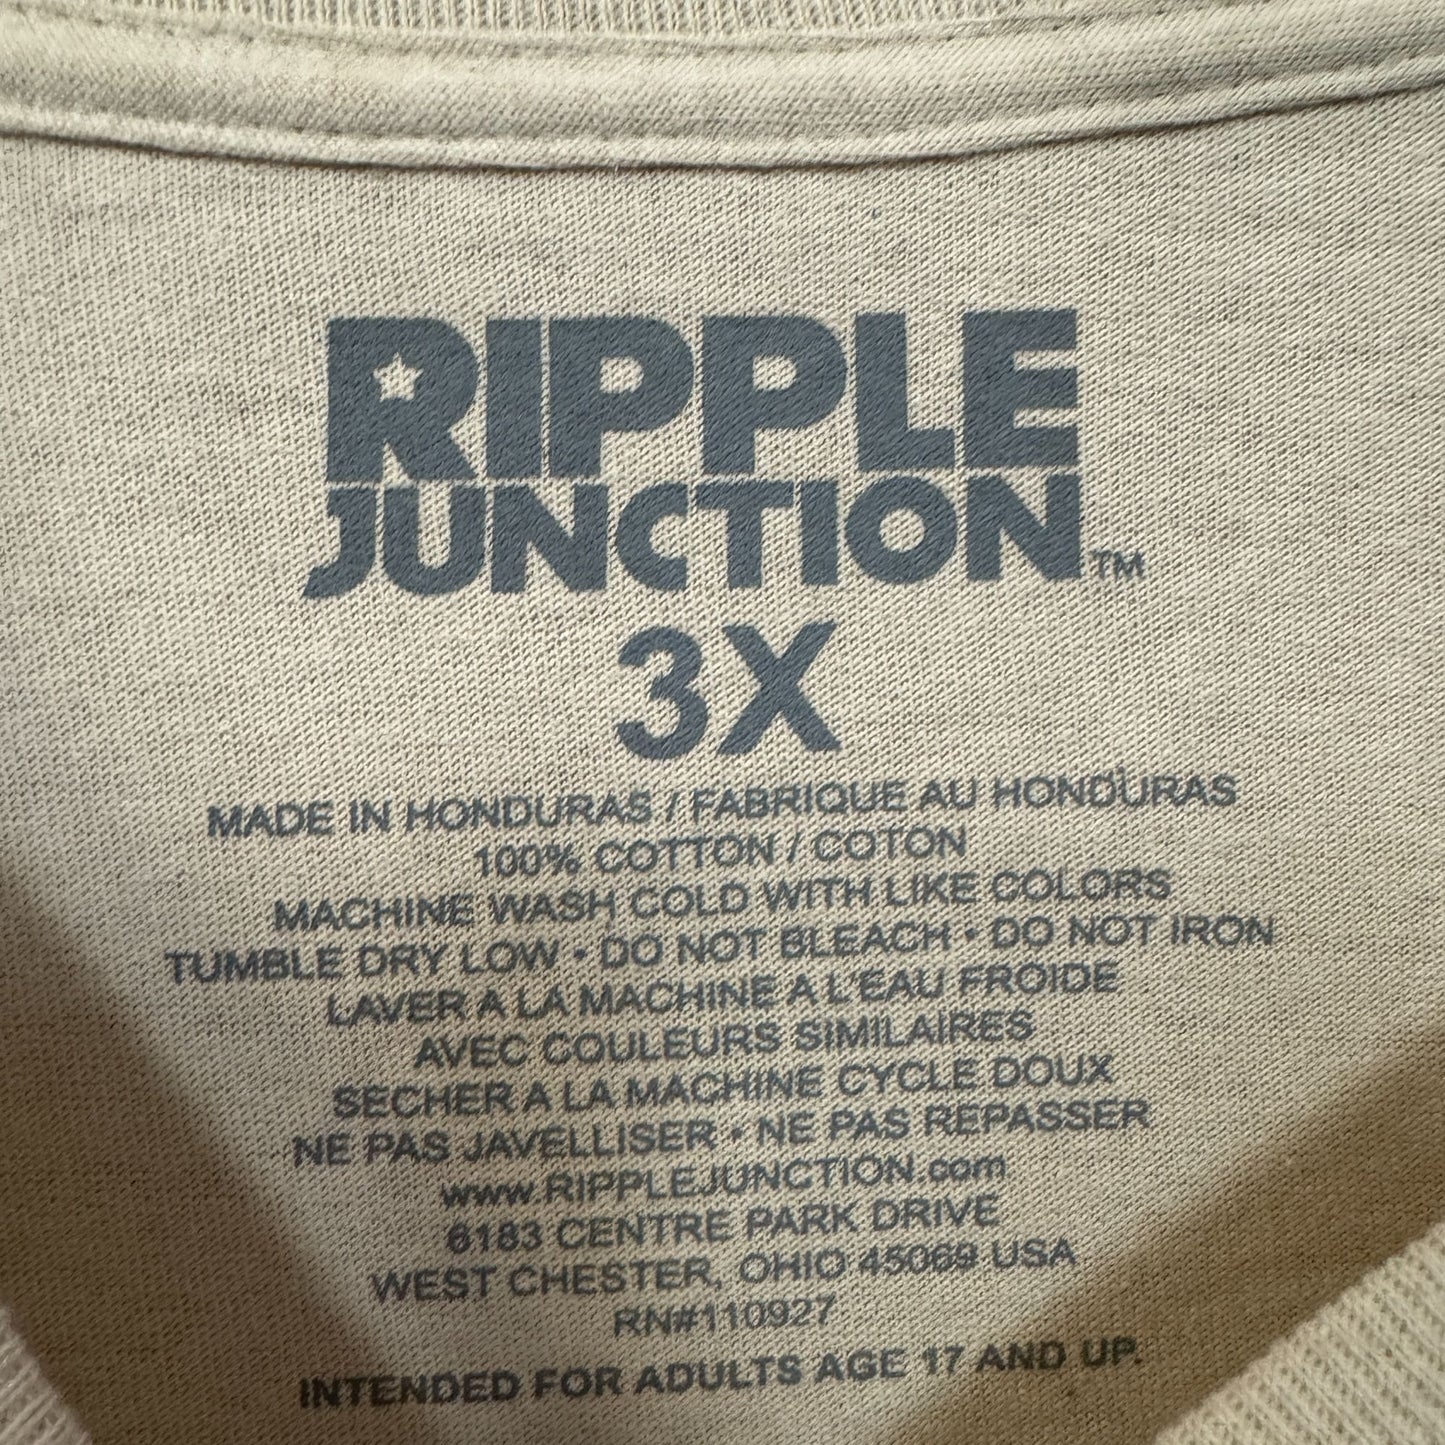 RIPPLE
JUNCTION™
3X
MADE IN HONDURAS / FABRIQUE AU HONDURAS
100% COTTON / COTON
MACHINE WASH COLD WITH LIKE COLORS
TUMBLE DRY LOW • DO NOT BLEACH • DO NOT IRON
LAVER A LA MACHINE A L'EAU FROIDE
AVEC COULEURS SIMILAIRES
SECHER A LA MACHINE CYCLE DOUX
NE PAS JAVELLISER • NE PAS REPASSER
www.RIPPLEJUNCTION.com
6183 CENTRE PARK DRIVE
WEST CHESTER, OHIO 45069 USA
RN#110927
INTENDED FOR ADULTS AGE 17 AND UP.